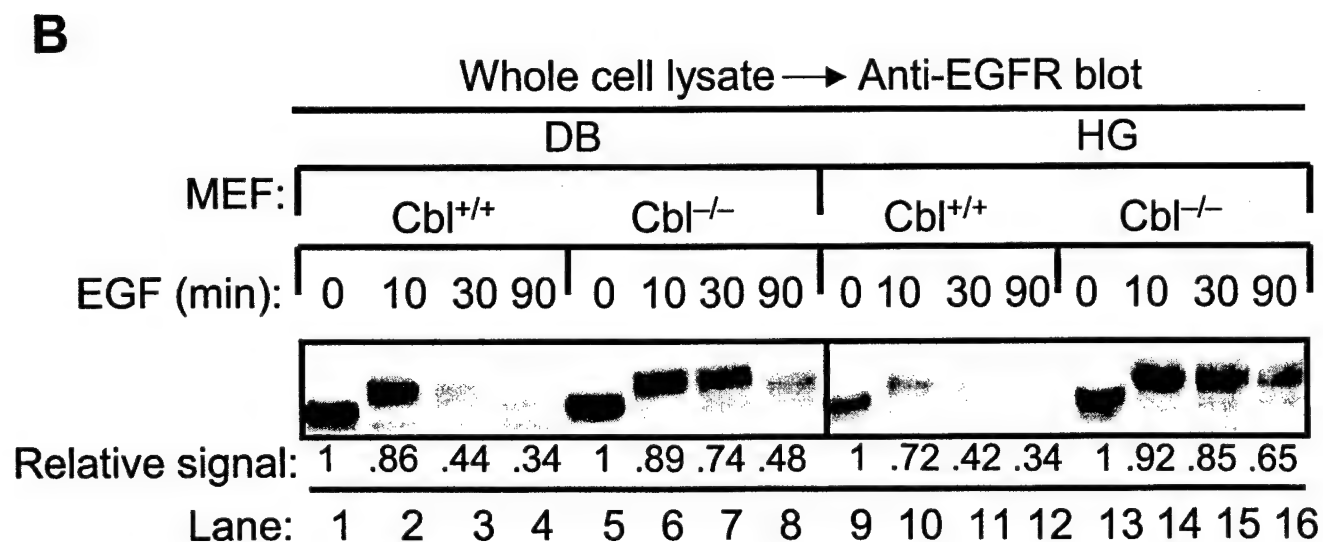 B
Whole cell lysate → Anti-EGFR blot
DB HG
MEF: Cbl+/+ Cbl–/– Cbl+/+ Cbl–/–
EGF (min): 0 10 30 90 0 10 30 90 0 10 30 90 0 10 30 90
Relative signal: 1 .86 .44 .34 1 .89 .74 .48 1 .72 .42 .34 1 .92 .85 .65
Lane: 1 2 3 4 5 6 7 8 9 10 11 12 13 14 15 16